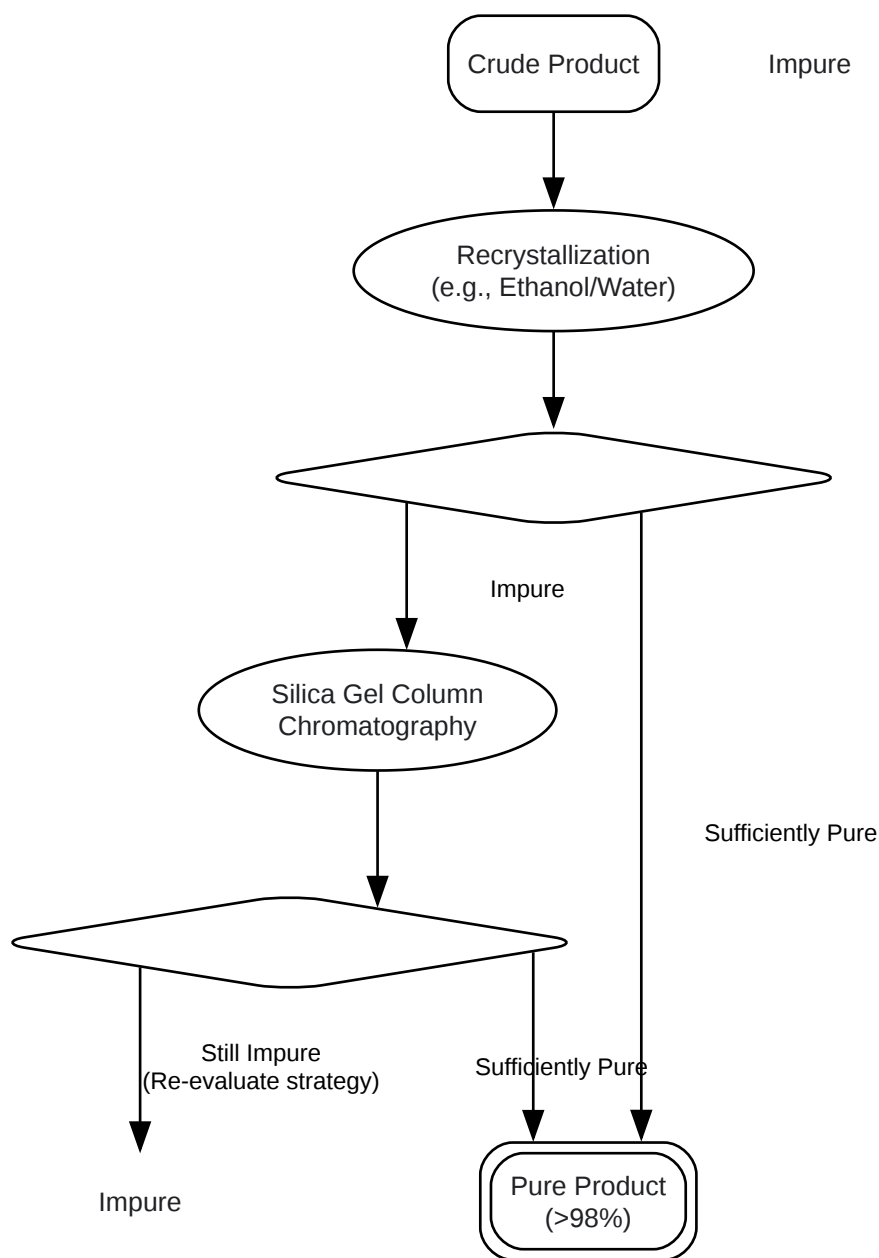 Crude Product
Impure
Recrystallization
(e.g., Ethanol/Water)
Impure
Silica Gel Column
Chromatography
Sufficiently Pure
Still Impure
(Re-evaluate strategy)
Sufficiently Pure
Impure
Pure Product
(>98%)